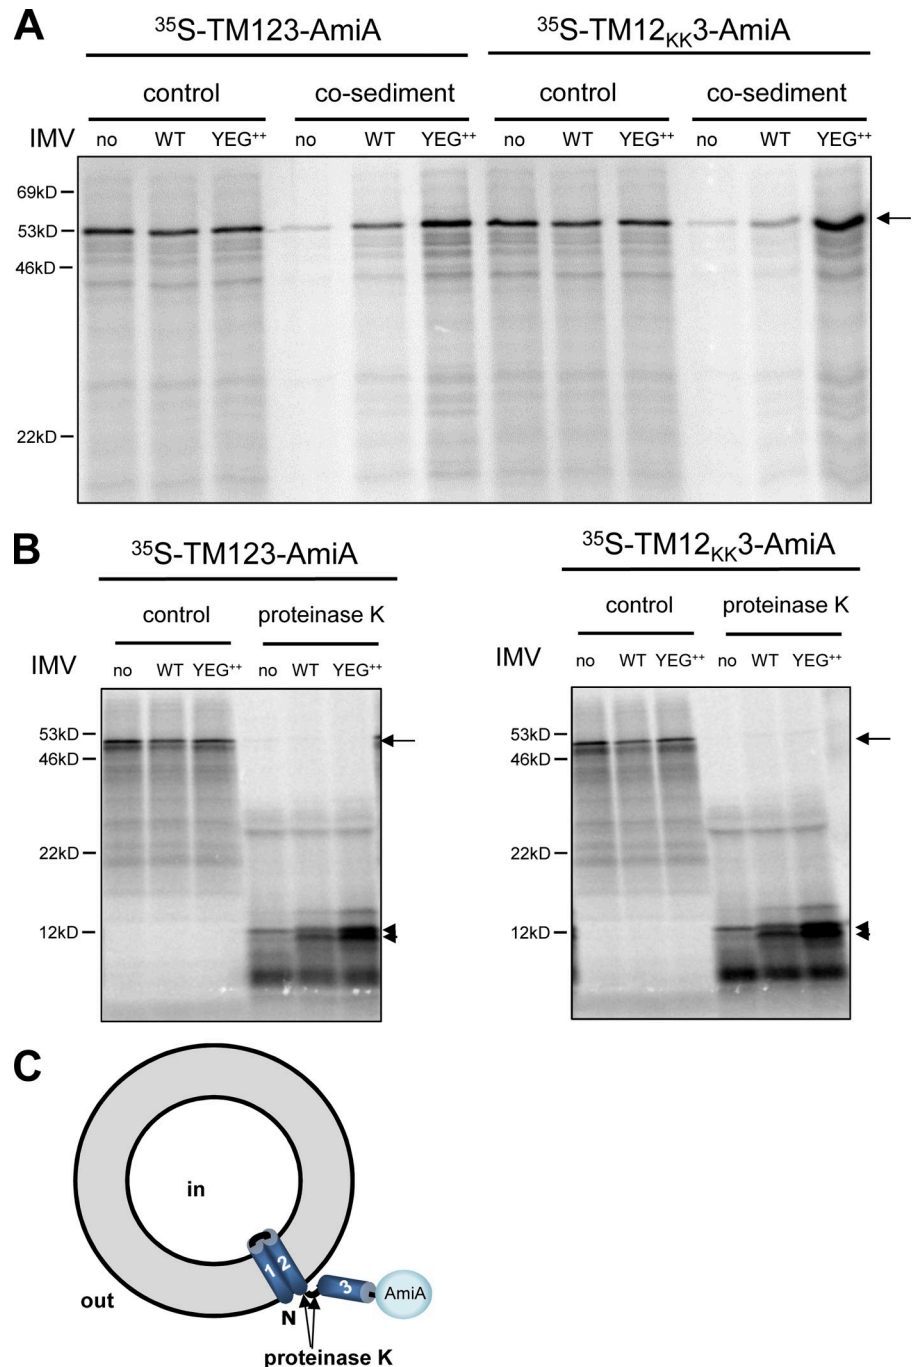 A
³⁵S-TM123-AmiA ³⁵S-TM12KK3-AmiA
control co-sediment control co-sediment
IMV no WT YEG⁺⁺ no WT YEG⁺⁺ no WT YEG⁺⁺ no WT YEG⁺⁺
69kD
53kD
46kD
22kD
B
³⁵S-TM123-AmiA
control proteinase K
IMV no WT YEG⁺⁺ no WT YEG⁺⁺
53kD
46kD
22kD
12kD
³⁵S-TM12KK3-AmiA
control proteinase K
IMV no WT YEG⁺⁺ no WT YEG⁺⁺
53kD
46kD
22kD
12kD
C
in
1 2
3
AmiA
out
N
proteinase K